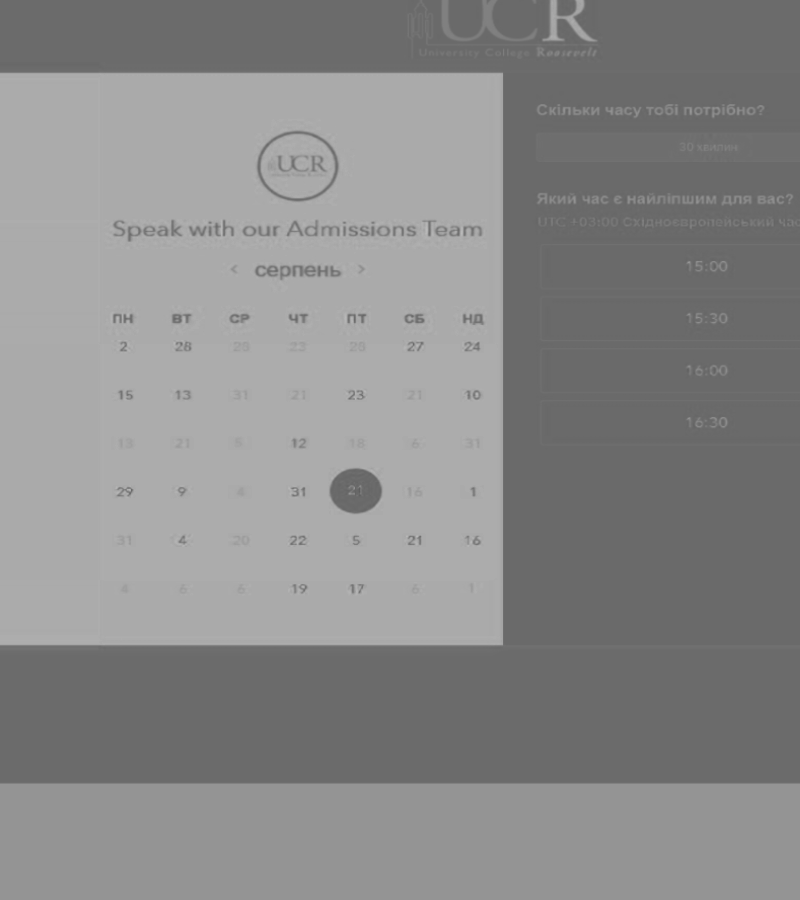 UCR
University College Roosevelt
UCR
Speak with our Admissions Team
< серпень >
ПН ВТ СР ЧТ ПТ СБ НД
2 28 25 23 25 27 24
15 13 31 21 23 21 10
13 21 12 18 6 31
29 9 4 31 21 16 1
31 4 20 22 5 21 16
4 6 6 19 17 6 1
Скільки часу тобі потрібно?
30 хвилин
Який час є найліпшим для вас?
UTC +03:00 Східноєвропейський час
15:00
15:30
16:00
16:30